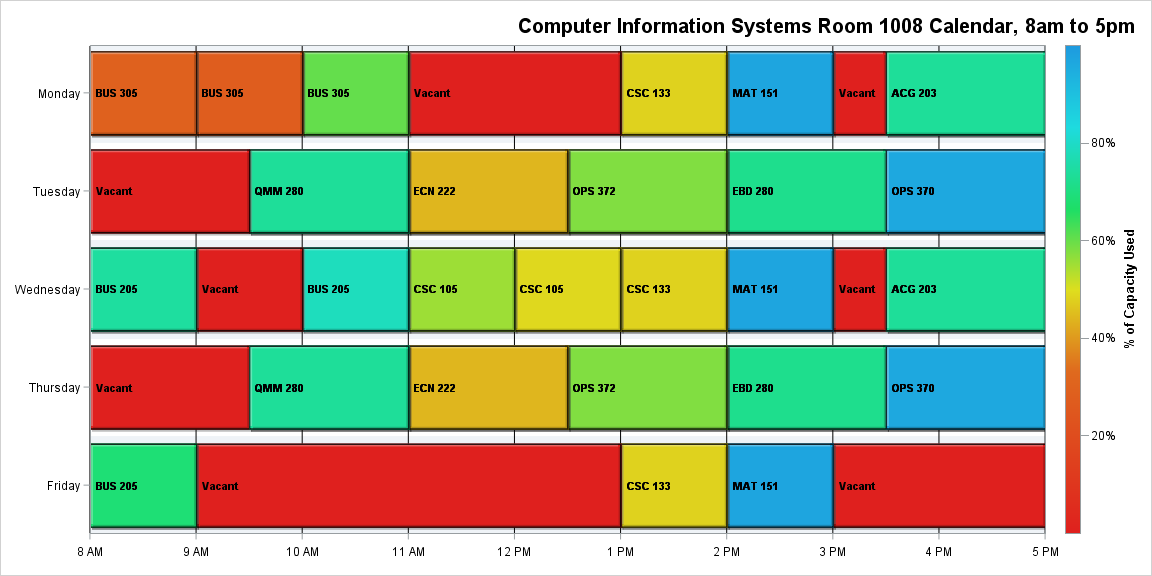 Computer Information Systems Room 1008 Calendar, 8am to 5pm
Monday
BUS 305
BUS 305
BUS 305
Vacant
CSC 133
MAT 151
Vacant
ACG 203
Tuesday
Vacant
QMM 280
ECN 222
OPS 372
EBD 280
OPS 370
Wednesday
BUS 205
Vacant
BUS 205
CSC 105
CSC 105
CSC 133
MAT 151
Vacant
ACG 203
Thursday
Vacant
QMM 280
ECN 222
OPS 372
EBD 280
OPS 370
Friday
BUS 205
Vacant
CSC 133
MAT 151
Vacant
8 AM
9 AM
10 AM
11 AM
12 PM
1 PM
2 PM
3 PM
4 PM
5 PM
80%
60%
40%
20%
% of Capacity Used